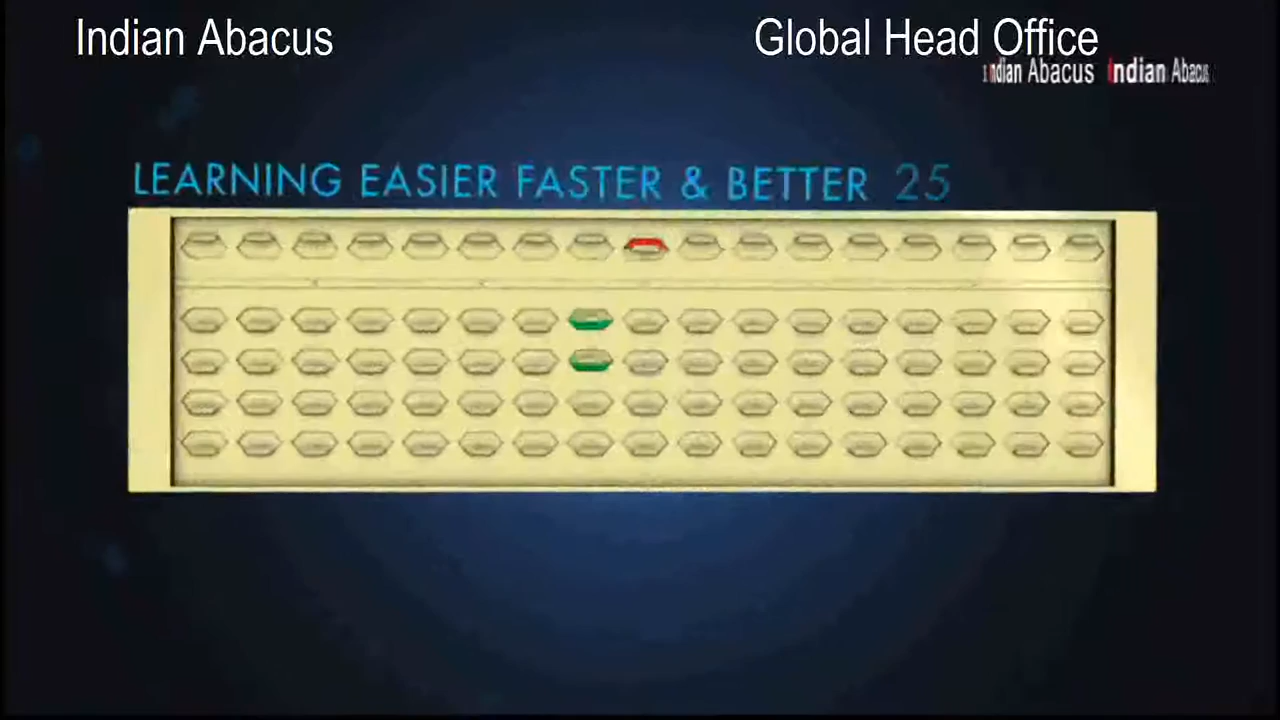 Indian Abacus
Global Head Office
Indian Abacus Indian Abacus
LEARNING EASIER FASTER & BETTER 25